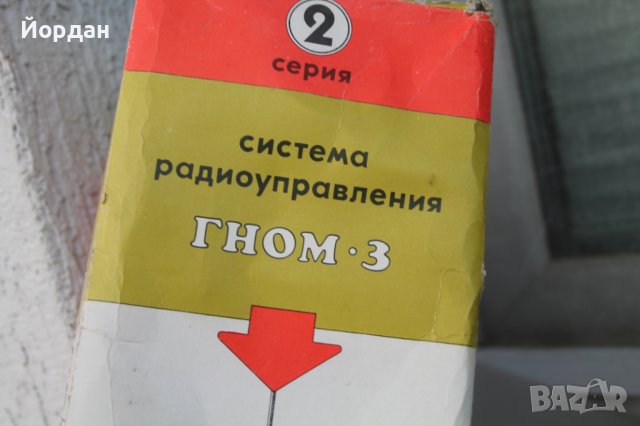 Йордан
2
серия
система
радиоуправления
ГНОМ·3
BAZAR